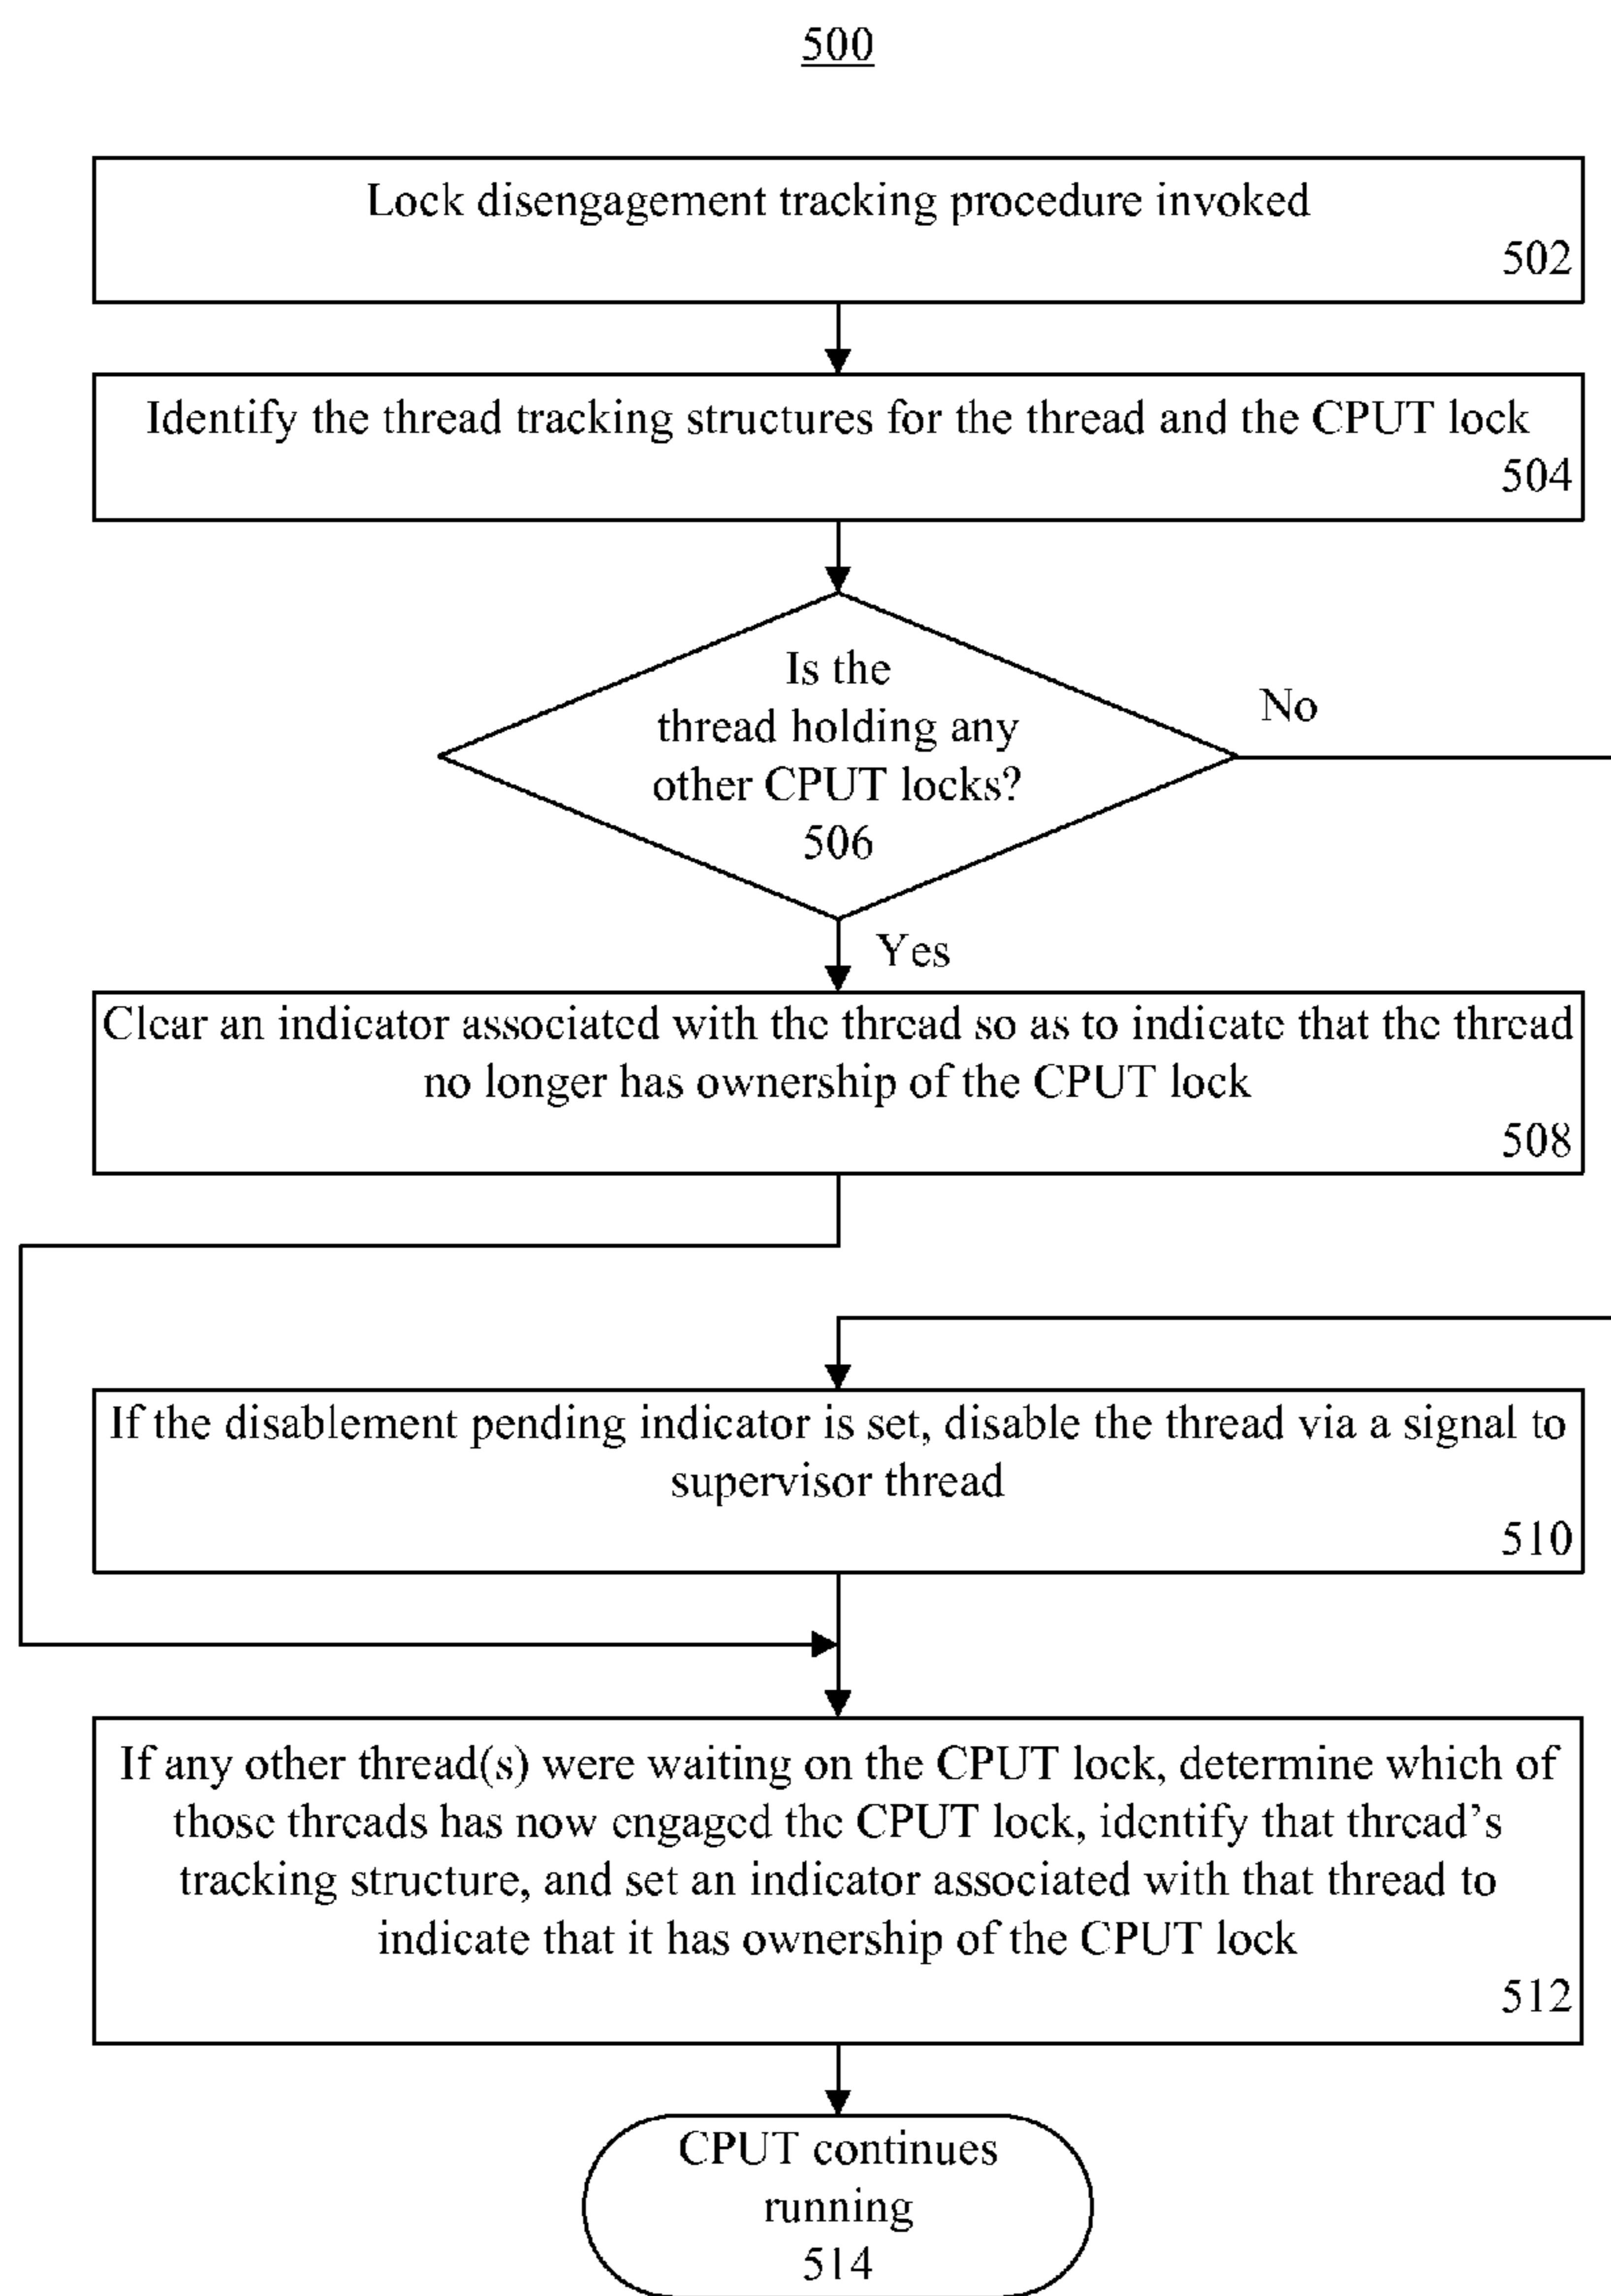 500
Lock disengagement tracking procedure invoked
502
Identify the thread tracking structures for the thread and the CPUT lock
504
Is the
thread holding any
other CPUT locks?
506
No
Yes
Clear an indicator associated with the thread so as to indicate that the thread
no longer has ownership of the CPUT lock
508
If the disablement pending indicator is set, disable the thread via a signal to
supervisor thread
510
If any other thread(s) were waiting on the CPUT lock, determine which of
those threads has now engaged the CPUT lock, identify that thread’s
tracking structure, and set an indicator associated with that thread to
indicate that it has ownership of the CPUT lock
512
CPUT continues
running
514